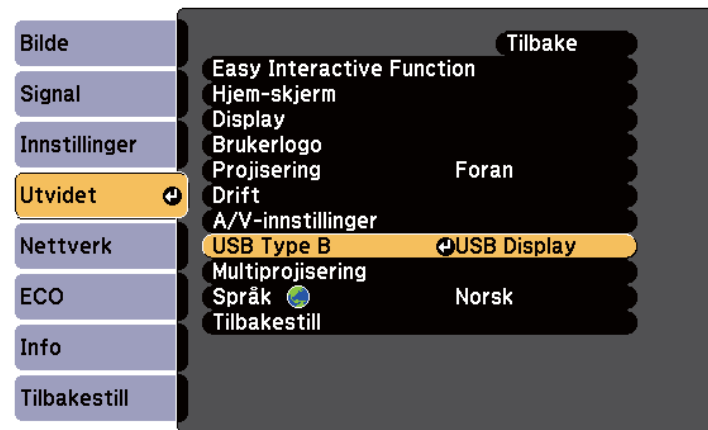 Bilde
Signal
Innstillinger
Utvidet
Nettverk
ECO
Info
Tilbakestill
Tilbake
Easy Interactive Function
Hjem-skjerm
Display
Brukerlogo
Projisering Foran
Drift
A/V-innstillinger
USB Type B USB Display
Multiprojisering
Språk Norsk
Tilbakestill